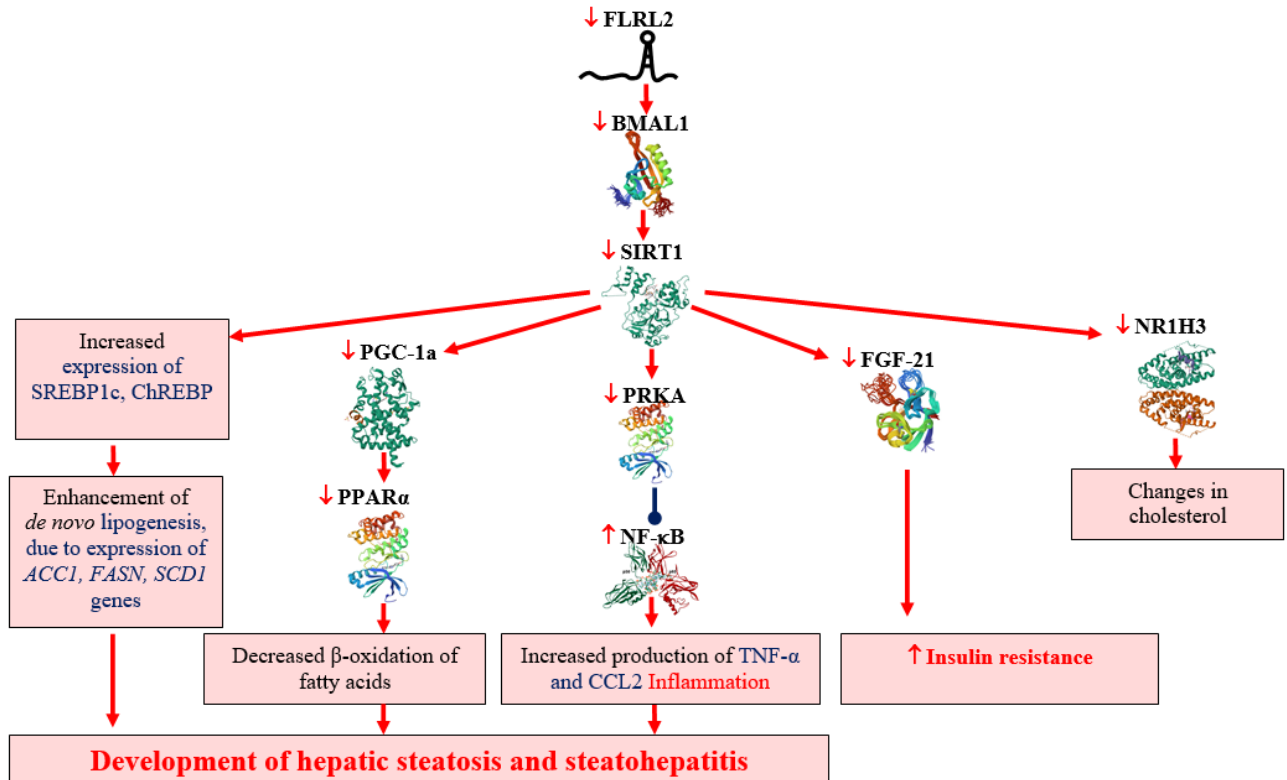 ↓ FLRL2
↓ BMAL1
↓ SIRT1
Increased
expression of
SREBP1c, ChREBP
↓ PGC-1a
↓ PRKA
↓ FGF-21
↓ NR1H3
Enhancement of
de novo lipogenesis,
due to expression of
ACC1, FASN, SCD1
genes
↓ PPARα
↑ NF-κB
Changes in
cholesterol
Decreased β-oxidation of
fatty acids
Increased production of TNF-α
and CCL2 Inflammation
↑ Insulin resistance
Development of hepatic steatosis and steatohepatitis